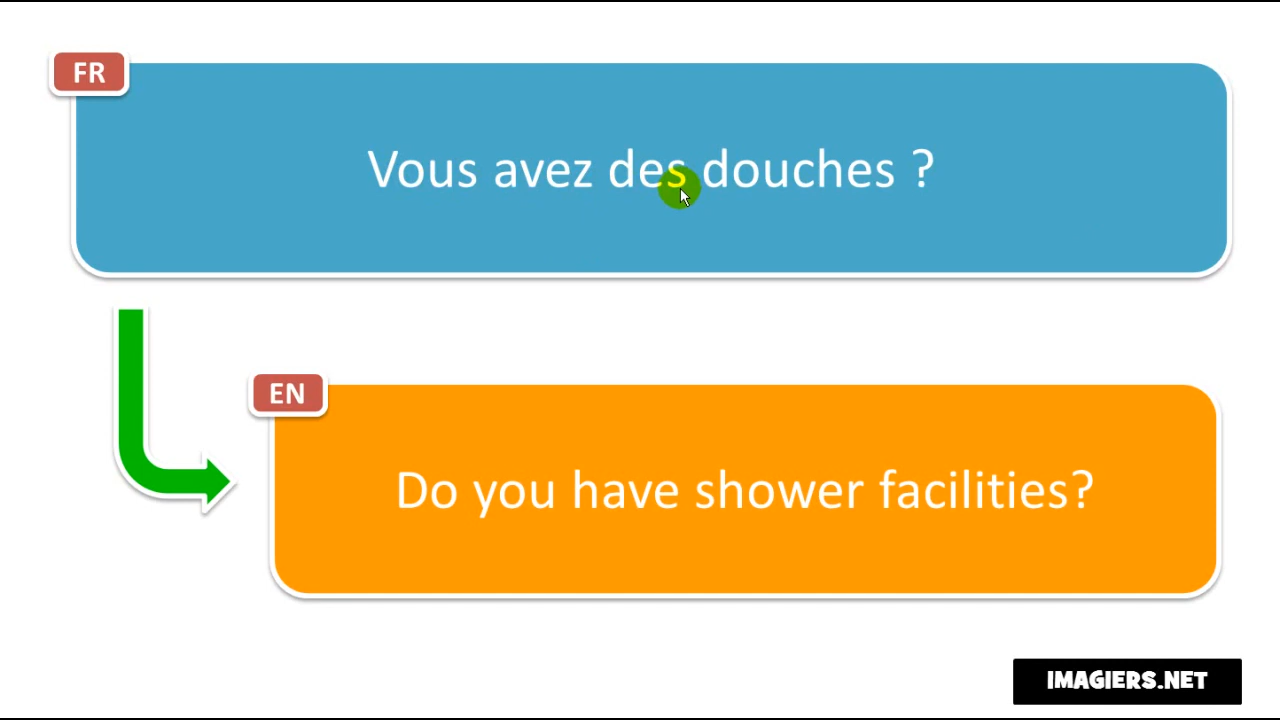 FR
Vous avez des douches ?
EN
Do you have shower facilities?
IMAGIERS.NET